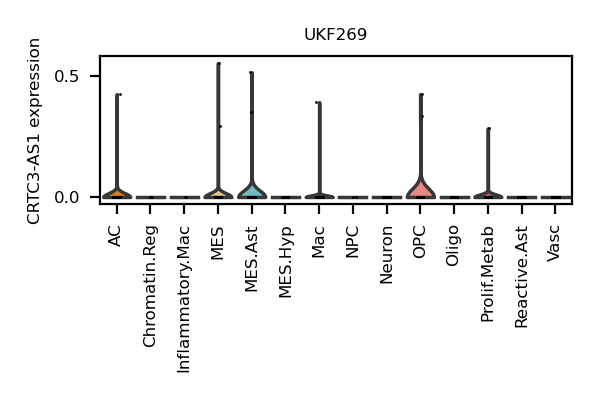 UKF269
CRTC3-AS1 expression
0.5
0.0
AC
Chromatin.Reg
Inflammatory.Mac
MES
MES.Ast
MES.Hyp
Mac
NPC
Neuron
OPC
Oligo
Prolif.Metab
Reactive.Ast
Vasc